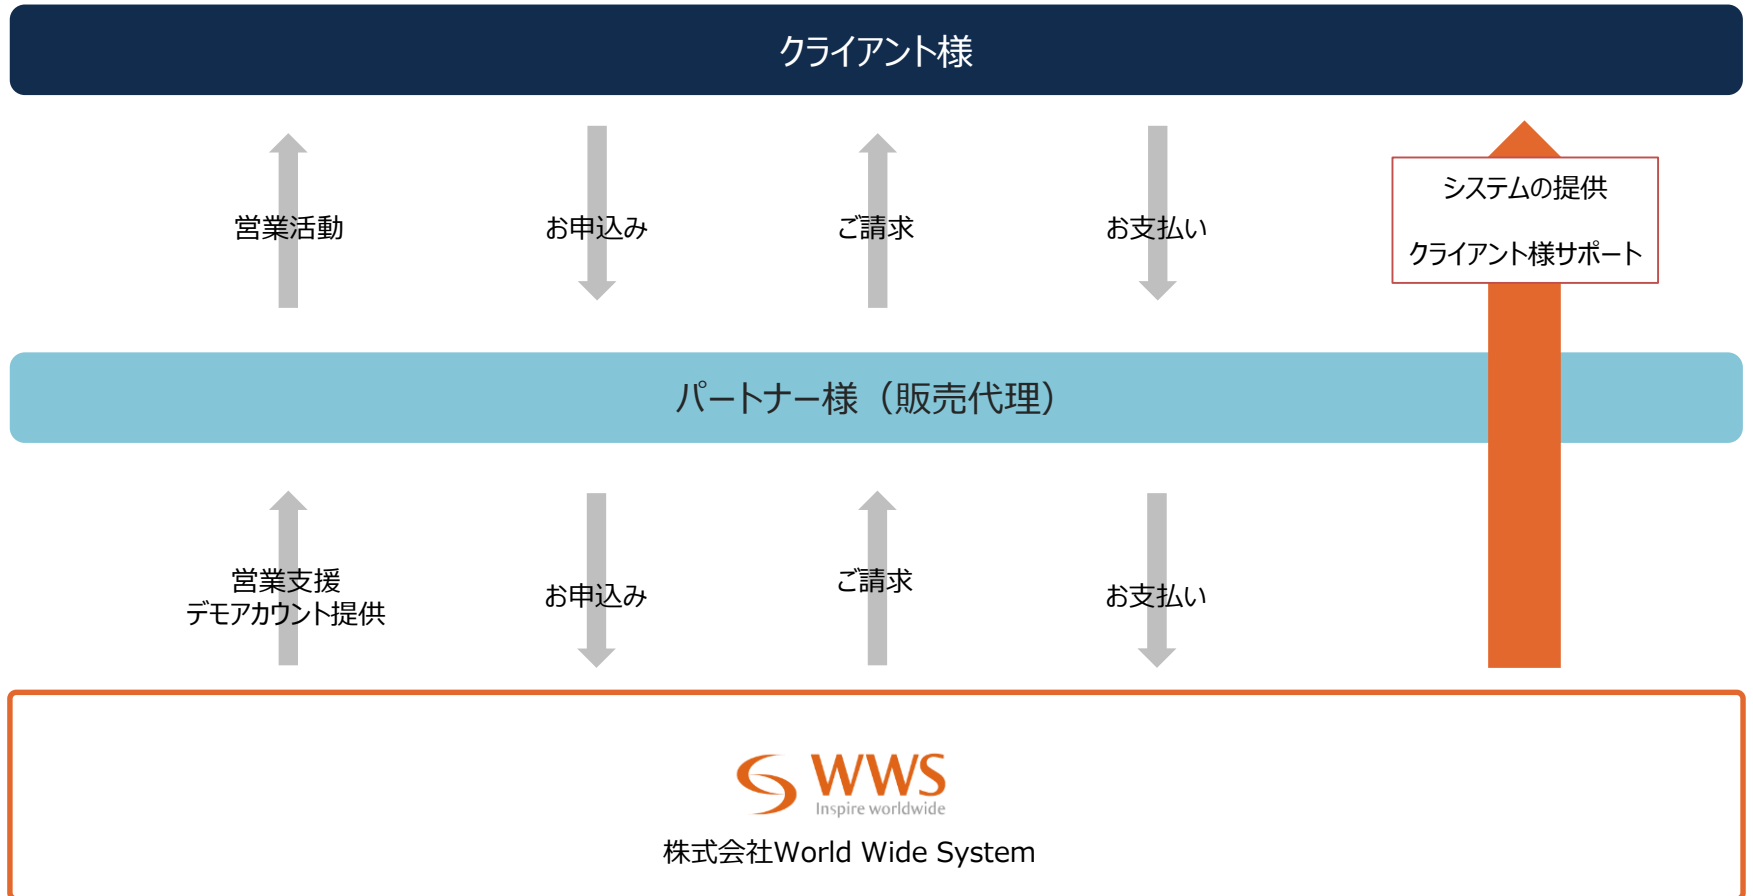 クライアント様
営業活動
お申込み
ご請求
お支払い
システムの提供
クライアント様サポート
パートナー様（販売代理）
営業支援
デモアカウント提供
お申込み
ご請求
お支払い
WWS
Inspire worldwide
株式会社World Wide System